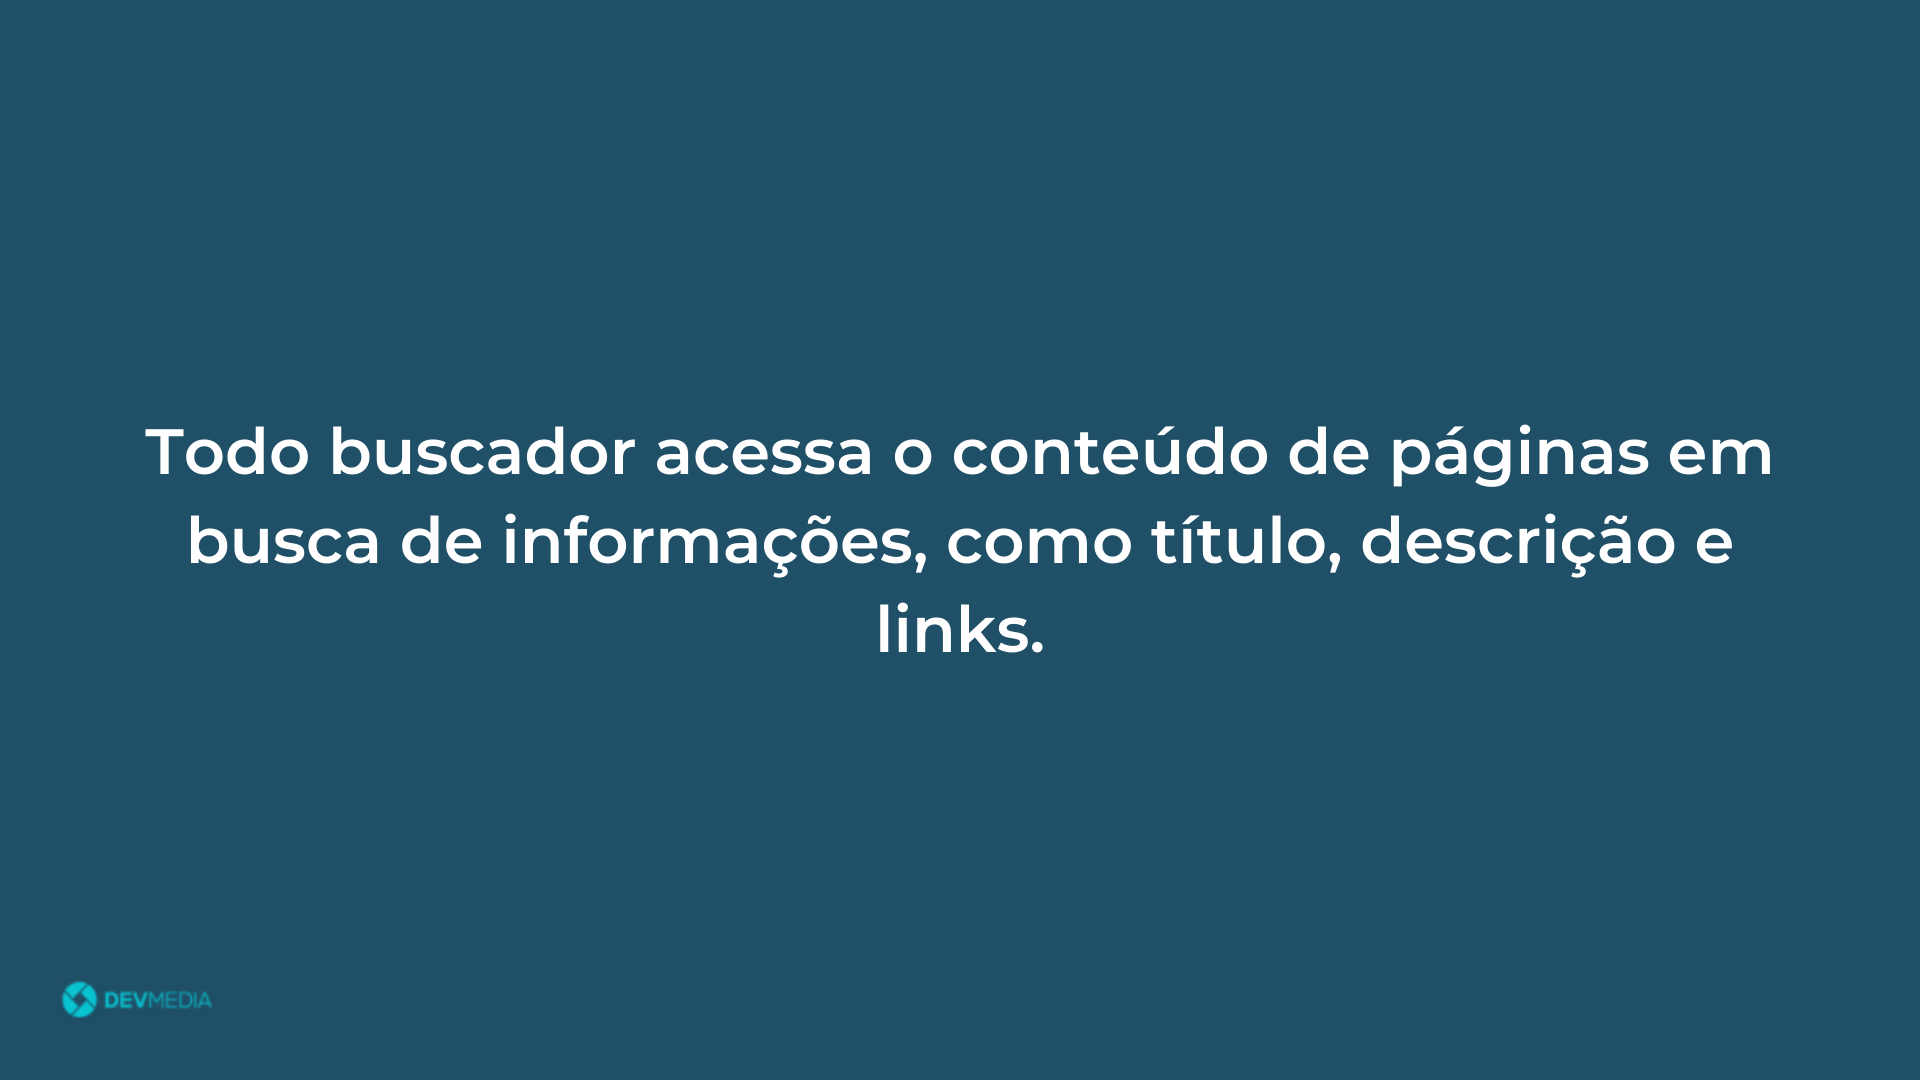 Todo buscador acessa o conteúdo de páginas em
busca de informações, como título, descrição e
links.
DEVMEDIA